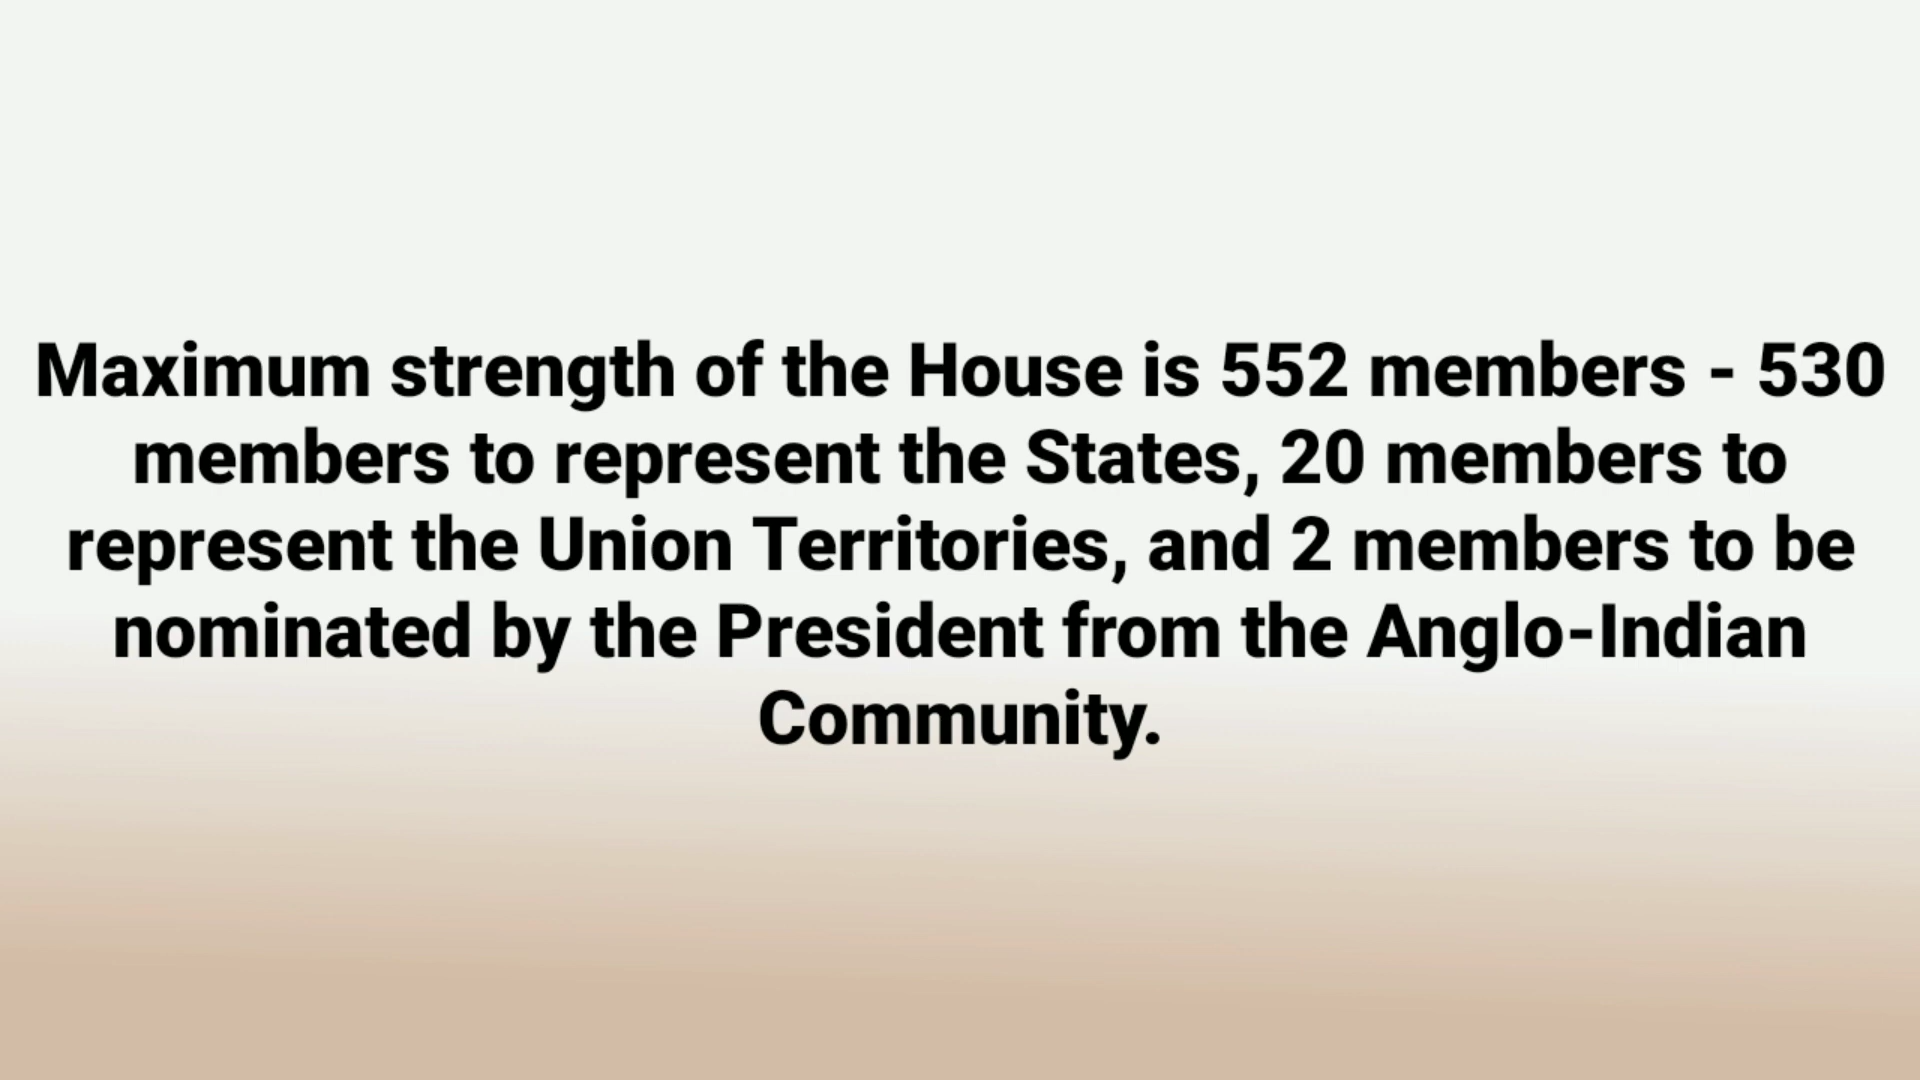 Maximum strength of the House is 552 members - 530
members to represent the States, 20 members to
represent the Union Territories, and 2 members to be
nominated by the President from the Anglo-Indian
Community.